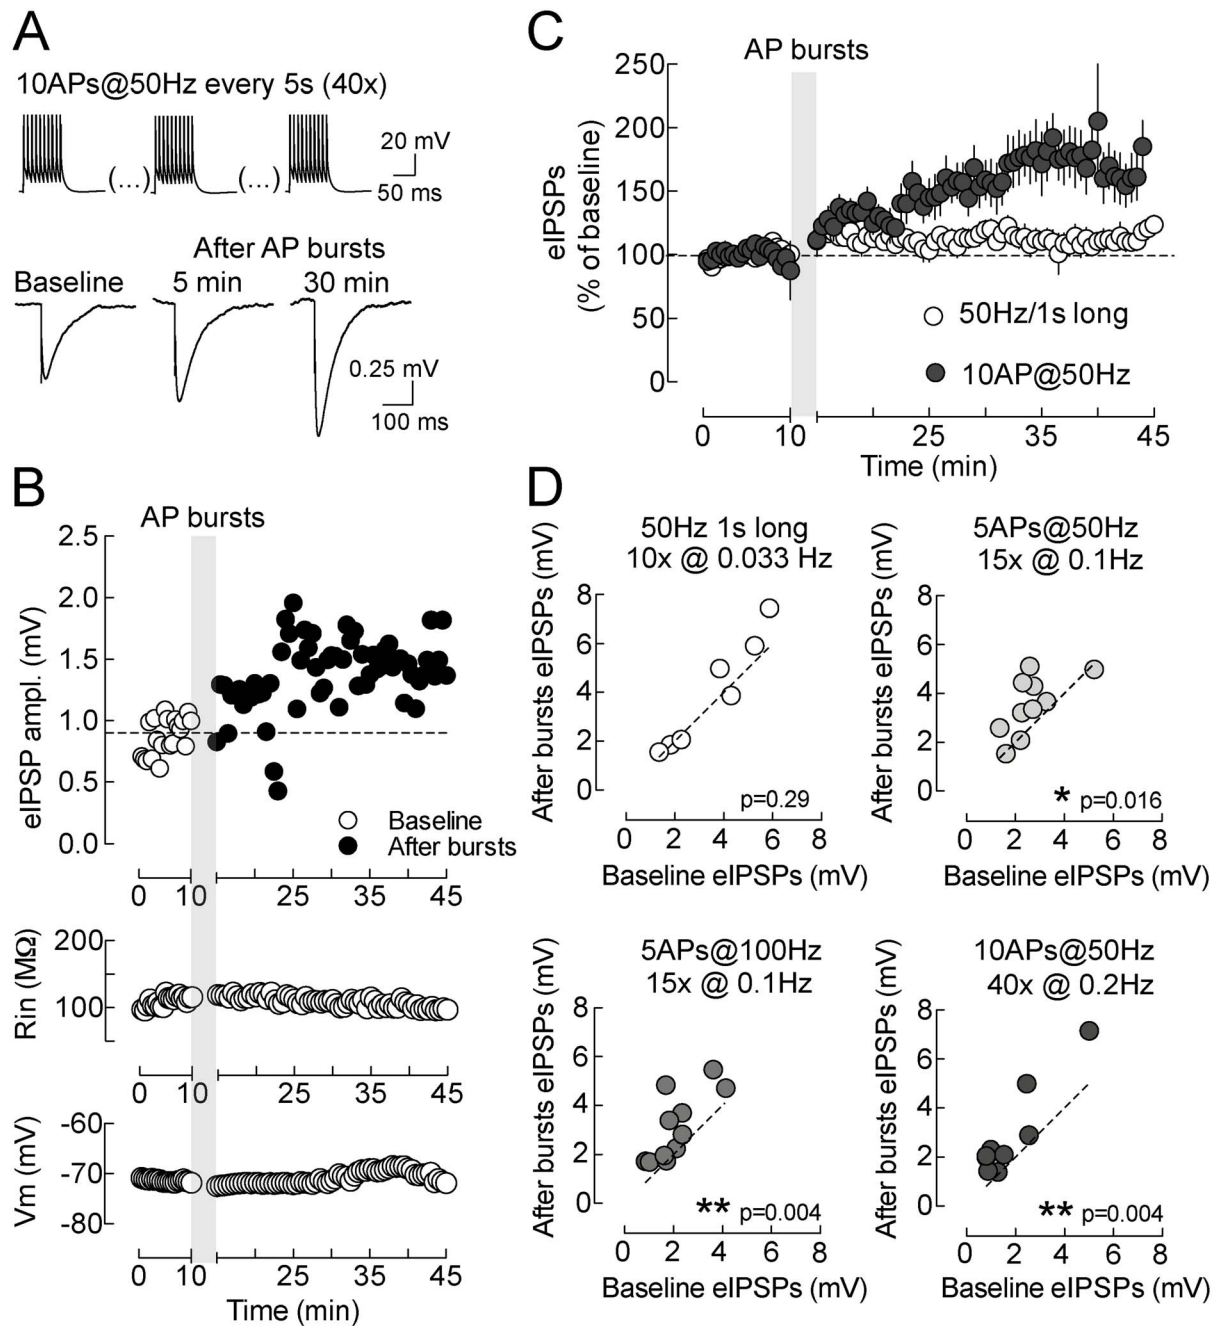 A
10APs@50Hz every 5s (40x)
20 mV
(...)
(...)
50 ms
After AP bursts
Baseline
5 min
30 min
0.25 mV
100 ms
B
AP bursts
eIPSP ampl. (mV)
2.5
2.0
1.5
1.0
0.5
0.0
Baseline
After bursts
0 10 25 35 45
Rin (MΩ)
200
100
0 10 25 35 45
Vm (mV)
-60
-70
-80
0 10 25 35 45
Time (min)
C
AP bursts
eIPSPs
(% of baseline)
250
200
150
100
50
0
50Hz/1s long
10AP@50Hz
0 10 25 35 45
Time (min)
D
50Hz 1s long
10x @ 0.033 Hz
After bursts eIPSPs (mV)
8
6
4
2
0
p=0.29
0 2 4 6 8
Baseline eIPSPs (mV)
5APs@50Hz
15x @ 0.1Hz
After bursts eIPSPs (mV)
8
6
4
2
0
* p=0.016
0 2 4 6 8
Baseline eIPSPs (mV)
5APs@100Hz
15x @ 0.1Hz
After bursts eIPSPs (mV)
8
6
4
2
0
** p=0.004
0 2 4 6 8
Baseline eIPSPs (mV)
10APs@50Hz
40x @ 0.2Hz
After bursts eIPSPs (mV)
8
6
4
2
0
** p=0.004
0 2 4 6 8
Baseline eIPSPs (mV)